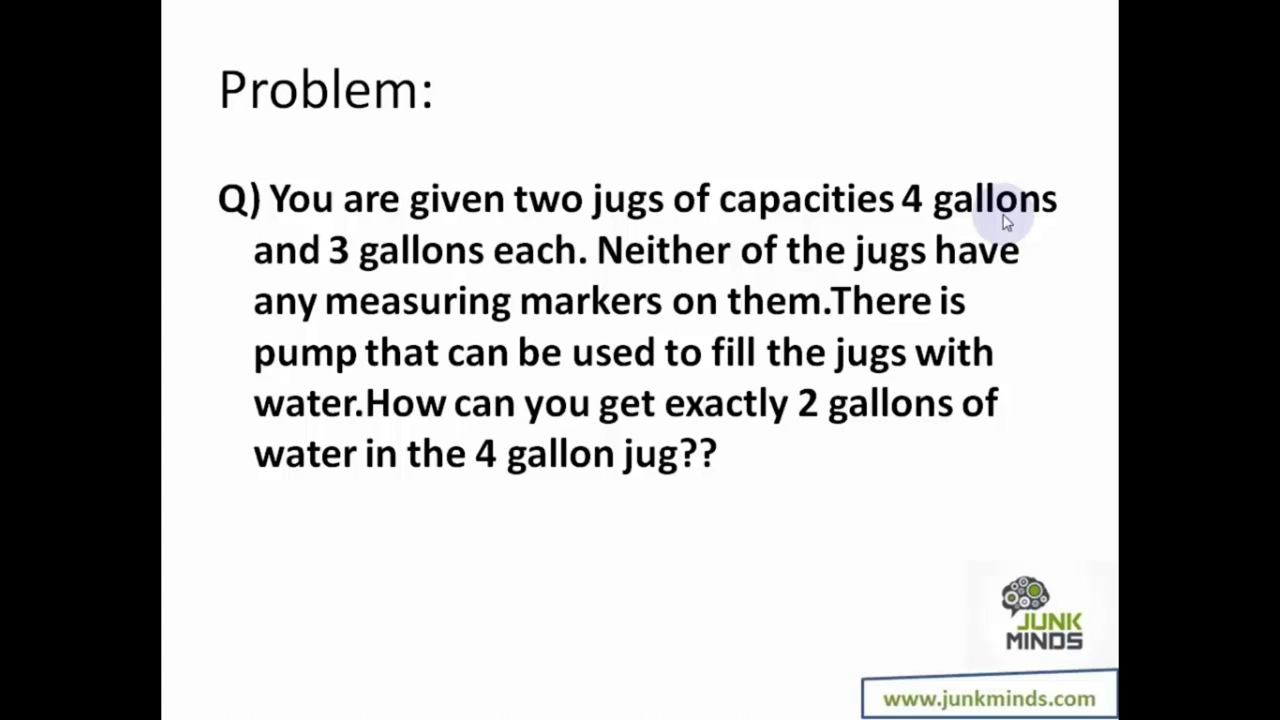 Problem:
Q) You are given two jugs of capacities 4 gallons
and 3 gallons each. Neither of the jugs have
any measuring markers on them.There is
pump that can be used to fill the jugs with
water.How can you get exactly 2 gallons of
water in the 4 gallon jug??
JUNK
MINDS
www.junkminds.com